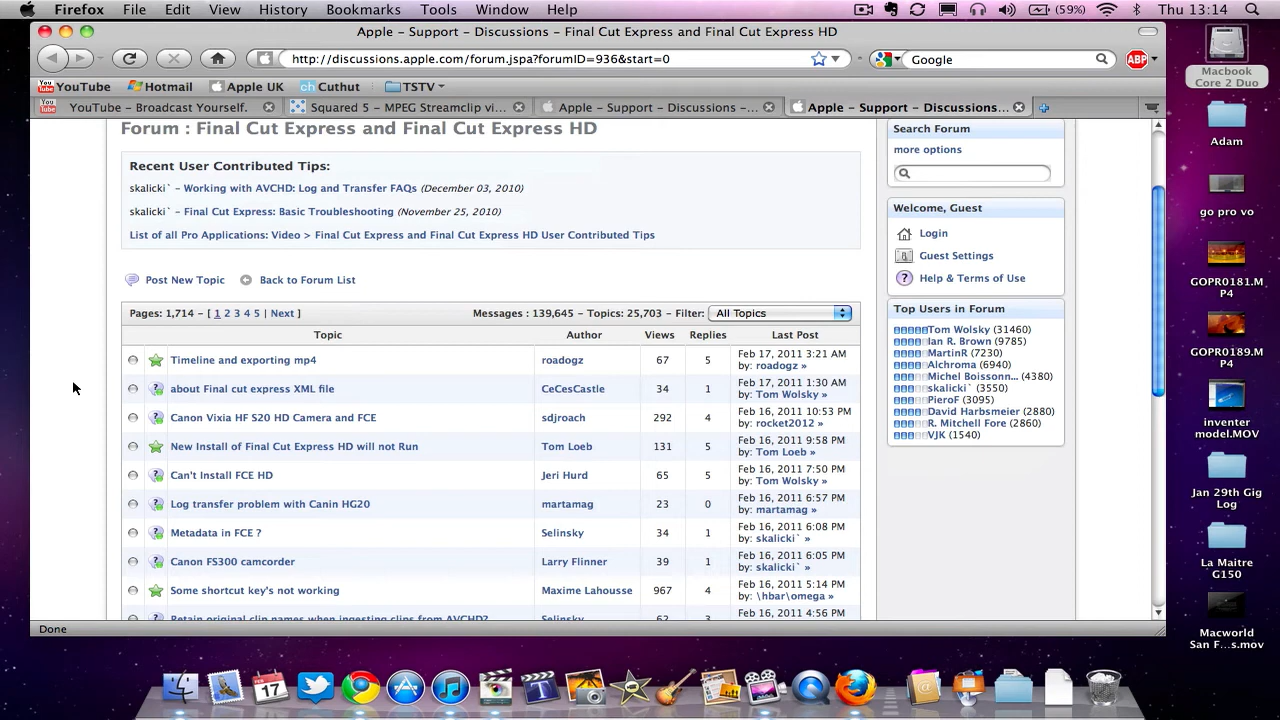 Firefox File Edit View History Bookmarks Tools Window Help (59%) Thu 13:14
Apple – Support – Discussions – Final Cut Express and Final Cut Express HD
http://discussions.apple.com/forum.jspa?forumID=936&start=0 Google ABP
YouTube Hotmail Apple UK Chuthut TSTV
YouTube – Broadcast Yourself. Squared 5 – MPEG Streamclip vi... Apple – Support – Discussions ... Apple – Support – Discussions...
Forum : Final Cut Express and Final Cut Express HD
Recent User Contributed Tips:
skalicki` – Working with AVCHD: Log and Transfer FAQs (December 03, 2010)
skalicki` – Final Cut Express: Basic Troubleshooting (November 25, 2010)
List of all Pro Applications: Video > Final Cut Express and Final Cut Express HD User Contributed Tips
Post New Topic Back to Forum List
Pages: 1,714 – [ 1 2 3 4 5 | Next ] Messages : 139,645 – Topics: 25,703 – Filter: All Topics
Topic Author Views Replies Last Post
Timeline and exporting mp4 roadogz 67 5 Feb 17, 2011 3:21 AM
by: roadogz »
about Final cut express XML file CeCesCastle 34 1 Feb 17, 2011 1:30 AM
by: Tom Wolsky »
Canon Vixia HF S20 HD Camera and FCE sdjroach 292 4 Feb 16, 2011 10:53 PM
by: rocket2012 »
New Install of Final Cut Express HD will not Run Tom Loeb 131 5 Feb 16, 2011 9:58 PM
by: Tom Loeb »
Can't Install FCE HD Jeri Hurd 65 5 Feb 16, 2011 7:50 PM
by: Tom Wolsky »
Log transfer problem with Canin HG20 martamag 23 0 Feb 16, 2011 6:57 PM
by: martamag »
Metadata in FCE ? Selinsky 34 1 Feb 16, 2011 6:08 PM
by: skalicki` »
Canon FS300 camcorder Larry Flinner 39 1 Feb 16, 2011 6:05 PM
by: skalicki` »
Some shortcut key's not working Maxime Lahousse 967 4 Feb 16, 2011 5:14 PM
by: \hbar\omega »
Retain original clip names when ingesting clips from AVCHD? Selinsky 62 3 Feb 16, 2011 4:56 PM
Search Forum
more options
Welcome, Guest
Login
Guest Settings
Help & Terms of Use
Top Users in Forum
Tom Wolsky (31460)
Ian R. Brown (9785)
MartinR (7230)
Alchroma (6940)
Michel Boissonn... (4380)
skalicki` (3550)
PieroF (3095)
David Harbsmeier (2880)
R. Mitchell Fore (2860)
VJK (1540)
Done
Macbook
Core 2 Duo
Adam
go pro vo
GOPR0181.M
P4
GOPR0189.M
P4
inventer
model.MOV
Jan 29th Gig
Log
La Maitre
G150
Macworld
San F...s.mov
FEB
17